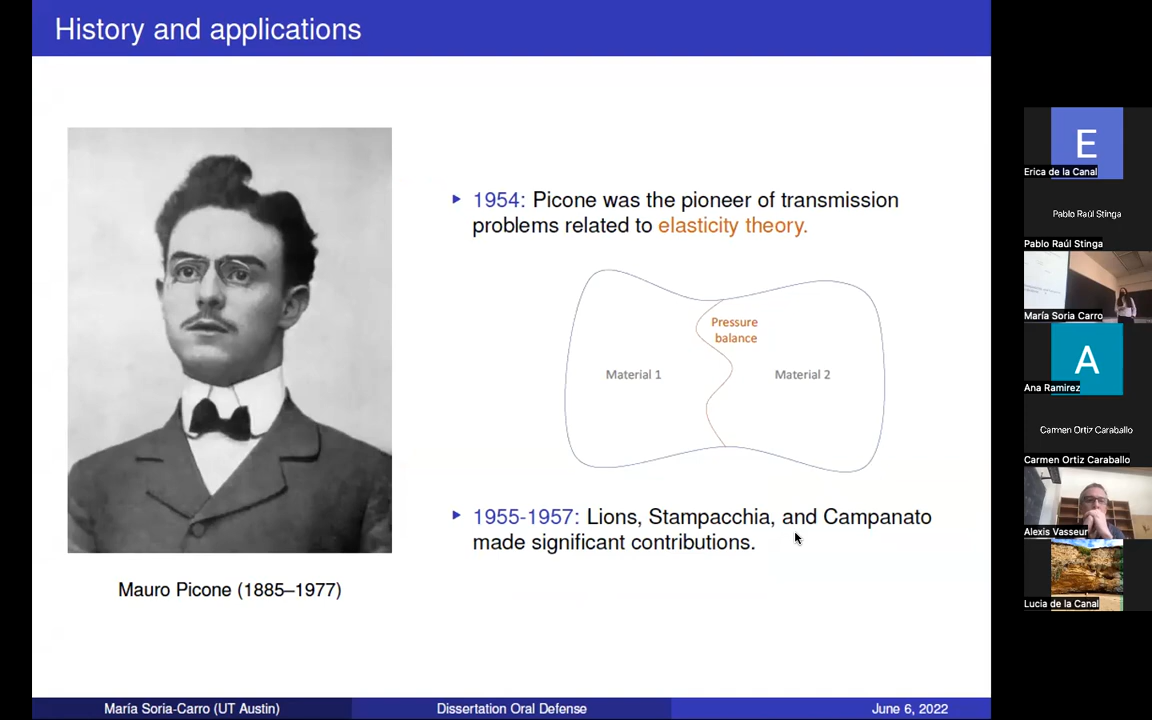 History and applications
1954: Picone was the pioneer of transmission
problems related to elasticity theory.
Pressure
balance
Material 1
Material 2
1955-1957: Lions, Stampacchia, and Campanato
made significant contributions.
Mauro Picone (1885–1977)
María Soria-Carro (UT Austin)
Dissertation Oral Defense
June 6, 2022
E
Erica de la Canal
Pablo Raúl Stinga
Pablo Raúl Stinga
María Soria Carro
A
Ana Ramirez
Carmen Ortiz Caraballo
Carmen Ortiz Caraballo
Alexis Vasseur
Lucia de la Canal